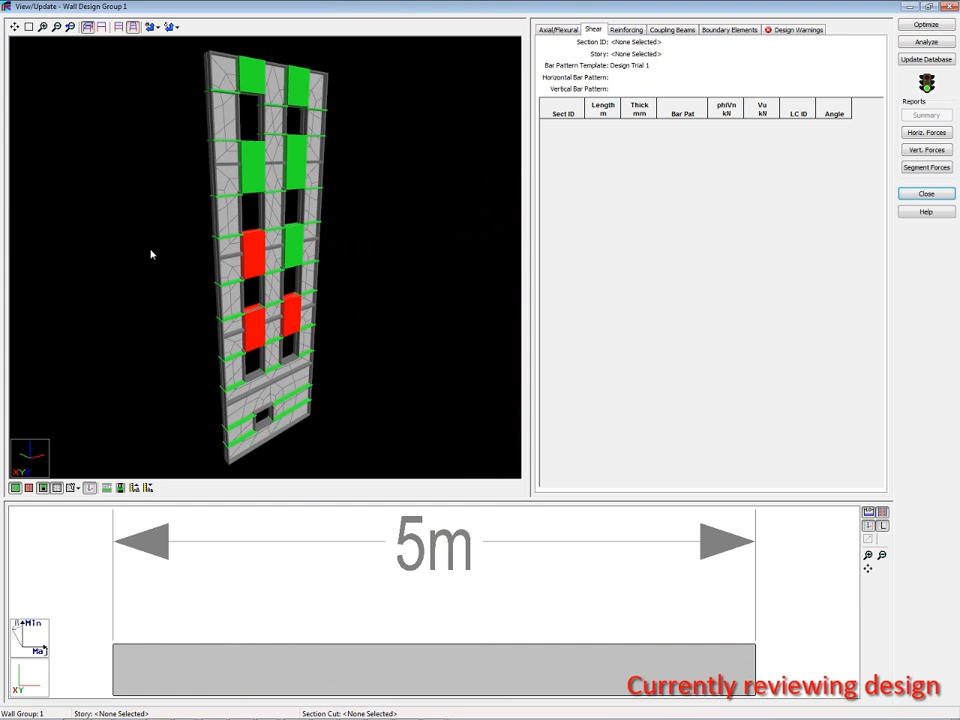 View/Update - Wall Design Group 1
Axial/Flexural
Shear
Reinforcing
Coupling Beams
Boundary Elements
Design Warnings
Optimize
Analyze
Update Database
Reports
Summary
Horiz. Forces
Vert. Forces
Segment Forces
Close
Help
Section ID: <None Selected>
Story: <None Selected>
Bar Pattern Template: Design Trial 1
Horizontal Bar Pattern:
Vertical Bar Pattern:
Sect ID
Length m
Thick mm
Bar Pat
phiVn kN
Vu kN
LC ID
Angle
XYZ
5m
Min
Maj
XY
Currently reviewing design
Wall Group: 1
Story: <None Selected>
Section Cut: <None Selected>